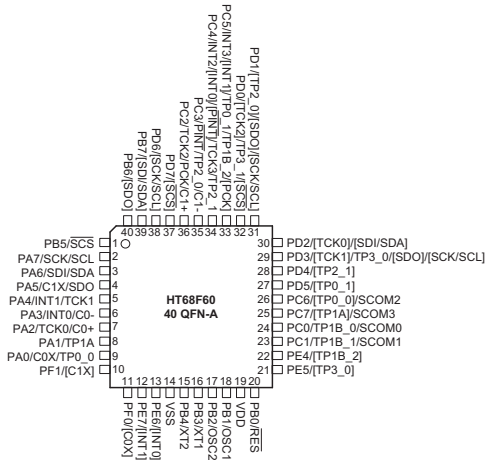 PB6/[SDO]
PB7/[SDI/SDA]
PD6/[SCK/SCL]
PD7/[SCS]
PC2/TCK2/PCK/C1+
PC3/PINT/TP2_0/C1-
PC4/INT2/[INT0]/[PINT]/TCK3/TP2_1
PC5/INT3/[INT1]/TP0_1/TP1B_2/[PCK]
PD0/[TCK2]/TP3_1/[SCS]
PD1/[TP2_0]/[SDO]/[SCK/SCL]
40 39 38 37 36 35 34 33 32 31
PB5/SCS 1
PA7/SCK/SCL 2
PA6/SDI/SDA 3
PA5/C1X/SDO 4
PA4/INT1/TCK1 5
PA3/INT0/C0- 6
PA2/TCK0/C0+ 7
PA1/TP1A 8
PA0/C0X/TP0_0 9
PF1/[C1X] 10
HT68F60
40 QFN-A
30 PD2/[TCK0]/[SDI/SDA]
29 PD3/[TCK1]/TP3_0/[SDO]/[SCK/SCL]
28 PD4/[TP2_1]
27 PD5/[TP0_1]
26 PC6/[TP0_0]/SCOM2
25 PC7/[TP1A]/SCOM3
24 PC0/TP1B_0/SCOM0
23 PC1/TP1B_1/SCOM1
22 PE4/[TP1B_2]
21 PE5/[TP3_0]
11 12 13 14 15 16 17 18 19 20
PF0/[C0X]
PE7/[INT1]
PE6/[INT0]
VSS
PB4/XT2
PB3/XT1
PB2/OSC2
PB1/OSC1
VDD
PB0/RES